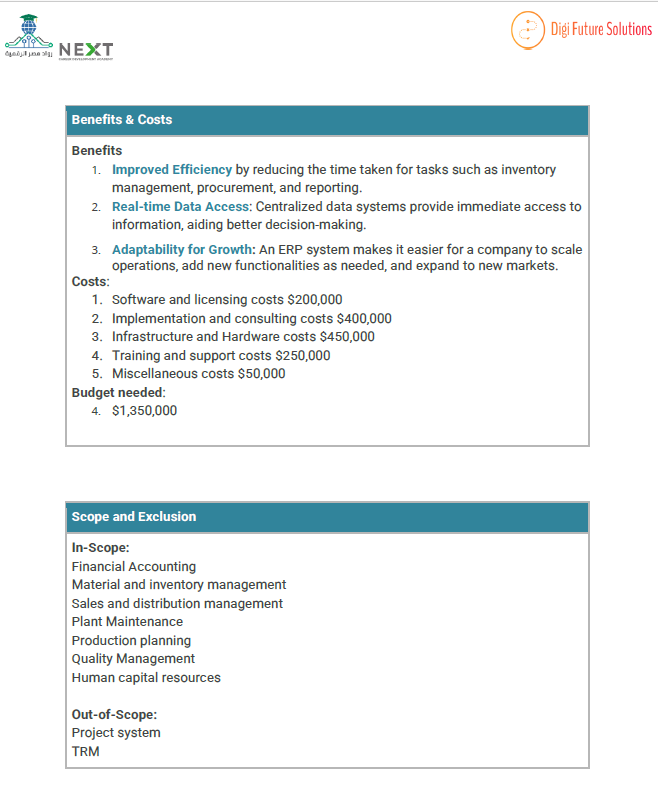 رواد مصر الرقمية
NEXT
CAREER DEVELOPMENT ACADEMY
Digi Future Solutions
Benefits & Costs
Benefits
1. Improved Efficiency by reducing the time taken for tasks such as inventory
management, procurement, and reporting.
2. Real-time Data Access: Centralized data systems provide immediate access to
information, aiding better decision-making.
3. Adaptability for Growth: An ERP system makes it easier for a company to scale
operations, add new functionalities as needed, and expand to new markets.
Costs:
1. Software and licensing costs $200,000
2. Implementation and consulting costs $400,000
3. Infrastructure and Hardware costs $450,000
4. Training and support costs $250,000
5. Miscellaneous costs $50,000
Budget needed:
4. $1,350,000
Scope and Exclusion
In-Scope:
Financial Accounting
Material and inventory management
Sales and distribution management
Plant Maintenance
Production planning
Quality Management
Human capital resources
Out-of-Scope:
Project system
TRM